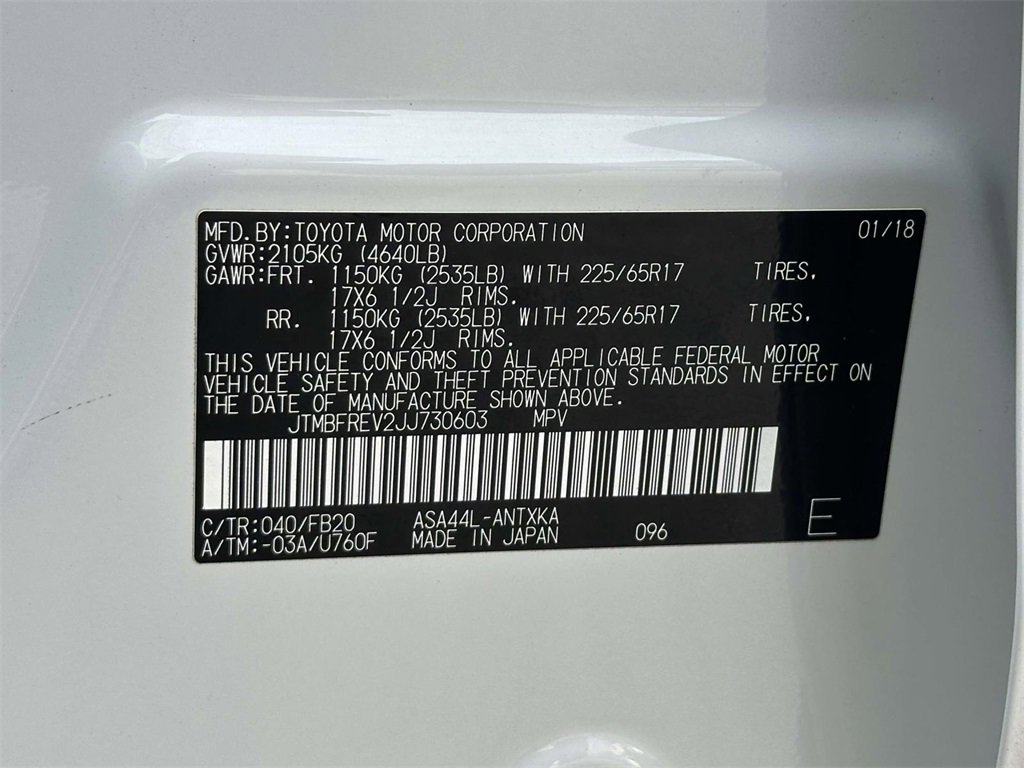 MFD.BY:TOYOTA MOTOR CORPORATION 01/18
GVWR:2105KG (4640LB)
GAWR:FRT. 1150KG (2535LB) WITH 225/65R17 TIRES,
17X6 1/2J RIMS.
RR. 1150KG (2535LB) WITH 225/65R17 TIRES,
17X6 1/2J RIMS.
THIS VEHICLE CONFORMS TO ALL APPLICABLE FEDERAL MOTOR
VEHICLE SAFETY AND THEFT PREVENTION STANDARDS IN EFFECT ON
THE DATE OF MANUFACTURE SHOWN ABOVE.
JTMBFREV2JJ730603 MPV
C/TR:040/FB20 ASA44L-ANTXKA
A/TM:-03A/U760F MADE IN JAPAN 096 E